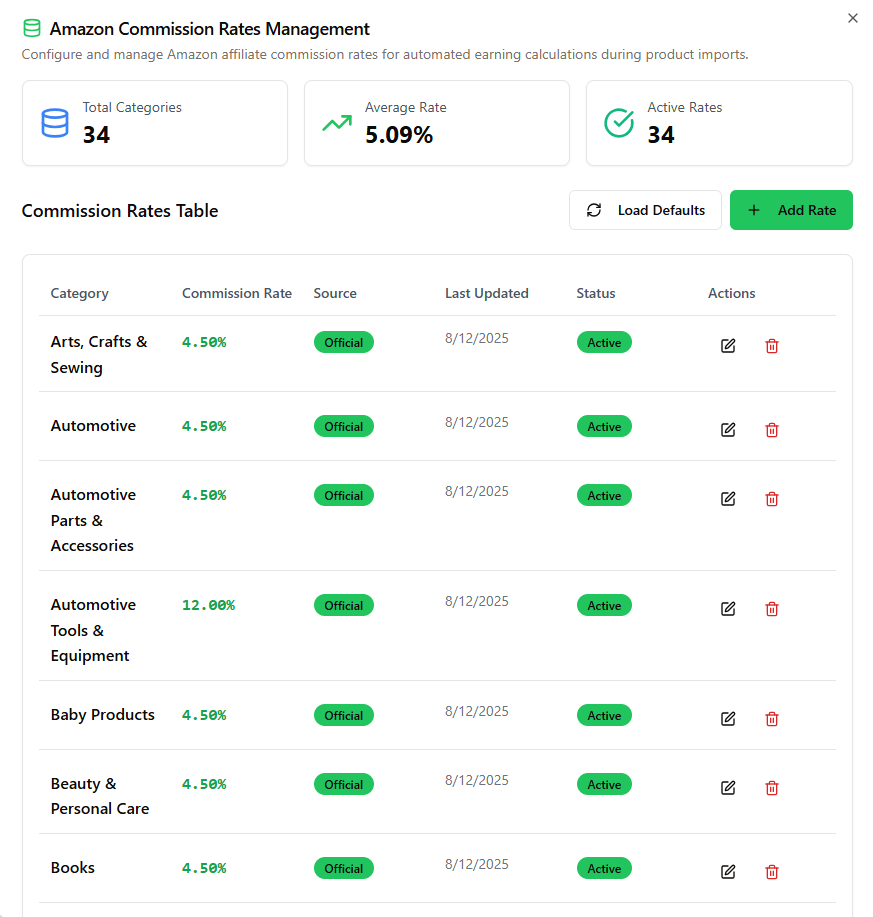 Amazon Commission Rates Management
Configure and manage Amazon affiliate commission rates for automated earning calculations during product imports.
Total Categories
34
Average Rate
5.09%
Active Rates
34
Commission Rates Table
Load Defaults
Add Rate
Category Commission Rate Source Last Updated Status Actions
Arts, Crafts & 4.50% Official 8/12/2025 Active
Sewing
Automotive 4.50% Official 8/12/2025 Active
Automotive 4.50% Official 8/12/2025 Active
Parts &
Accessories
Automotive 12.00% Official 8/12/2025 Active
Tools &
Equipment
Baby Products 4.50% Official 8/12/2025 Active
Beauty & 4.50% Official 8/12/2025 Active
Personal Care
Books 4.50% Official 8/12/2025 Active